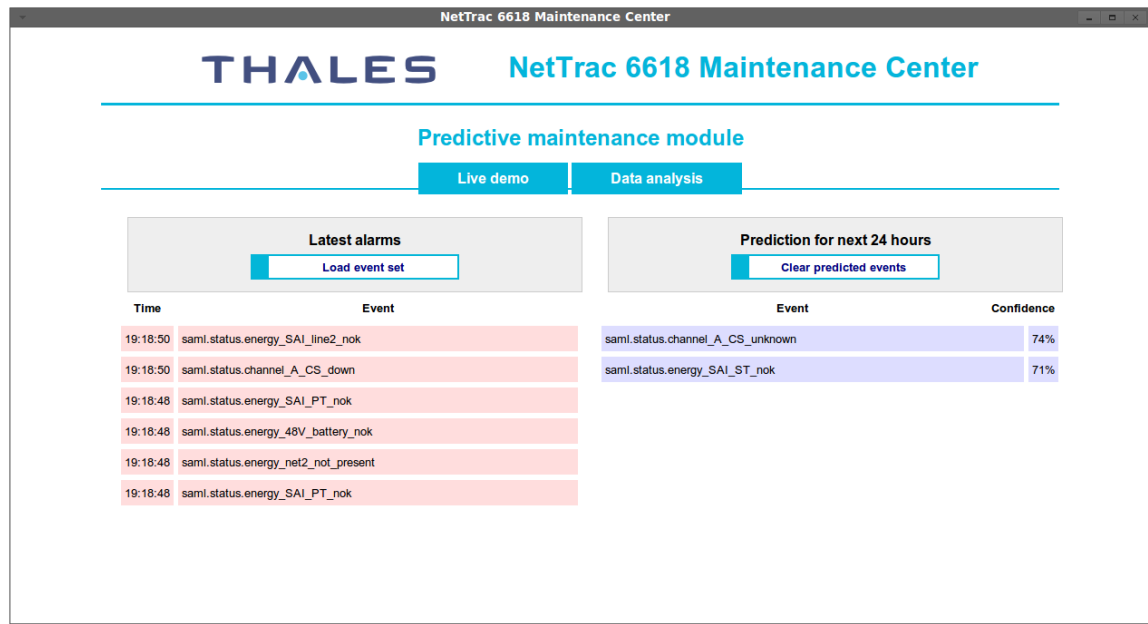 NetTrac 6618 Maintenance Center
THALES NetTrac 6618 Maintenance Center
Predictive maintenance module
Live demo Data analysis
Latest alarms
Load event set
Time Event
19:18:50 saml.status.energy_SAI_line2_nok
19:18:50 saml.status.channel_A_CS_down
19:18:48 saml.status.energy_SAI_PT_nok
19:18:48 saml.status.energy_48V_battery_nok
19:18:48 saml.status.energy_net2_not_present
19:18:48 saml.status.energy_SAI_PT_nok
Prediction for next 24 hours
Clear predicted events
Event Confidence
saml.status.channel_A_CS_unknown 74%
saml.status.energy_SAI_ST_nok 71%